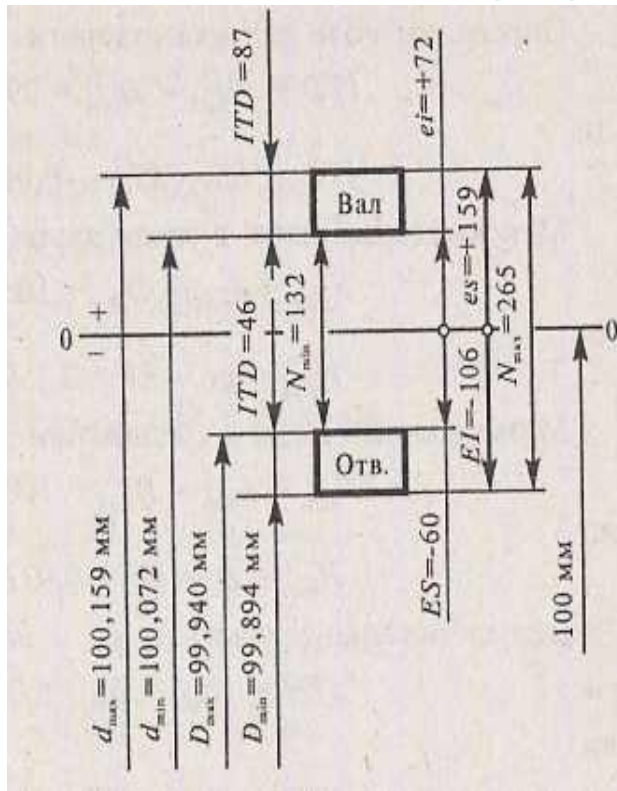 ITD=87
ei=+72
Вал
es=+159
0
+
−
ITD=46
Nmin=132
EI=-106
Nmax=265
0
Отв.
dmax=100,159 мм
dmin=100,072 мм
Dmax=99,940 мм
Dmin=99,894 мм
ES=-60
100 мм